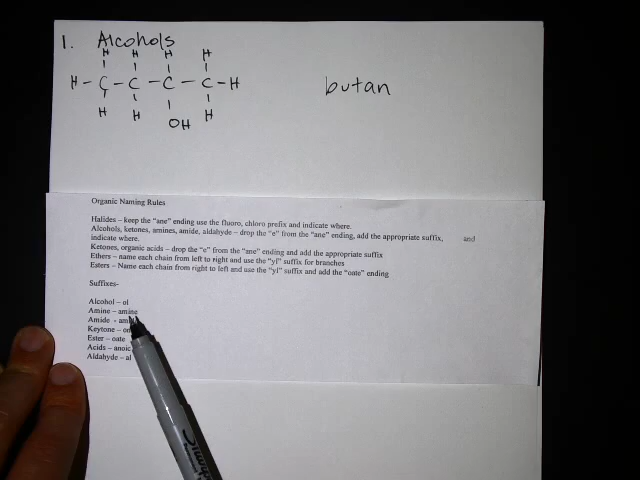 1. Alcohols
H H H H
H - C - C - C - C - H
H H OH H
butan
Organic Naming Rules
Halides – keep the "ane" ending use the fluoro, chloro prefix and indicate where.
Alcohols, ketones, amines, amide, aldahyde – drop the "e" from the "ane" ending, add the appropriate suffix, and
indicate where.
Ketones, organic acids – drop the "e" from the "ane" ending and add the appropriate suffix
Ethers – name each chain from left to right and use the "yl" suffix for branches
Esters – Name each chain from right to left and use the "yl" suffix and add the "oate" ending
Suffixes-
Alcohol – ol
Amine – amine
Amide -
Keytone –
Ester – oate
Acids – anoic
Aldahyde – al